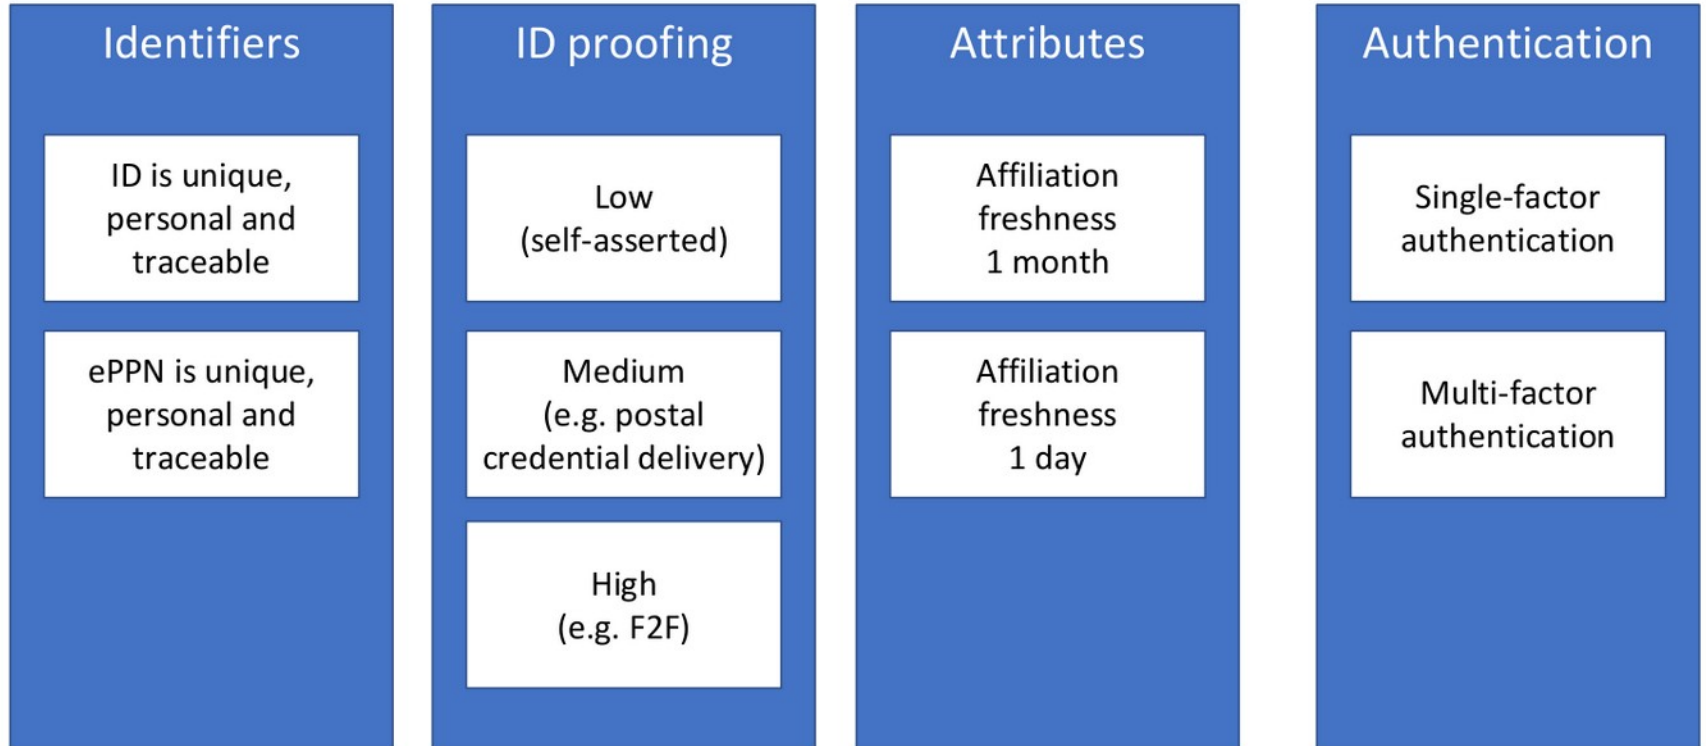 Identifiers
ID is unique,
personal and
traceable
ePPN is unique,
personal and
traceable
ID proofing
Low
(self-asserted)
Medium
(e.g. postal
credential delivery)
High
(e.g. F2F)
Attributes
Affiliation
freshness
1 month
Affiliation
freshness
1 day
Authentication
Single-factor
authentication
Multi-factor
authentication